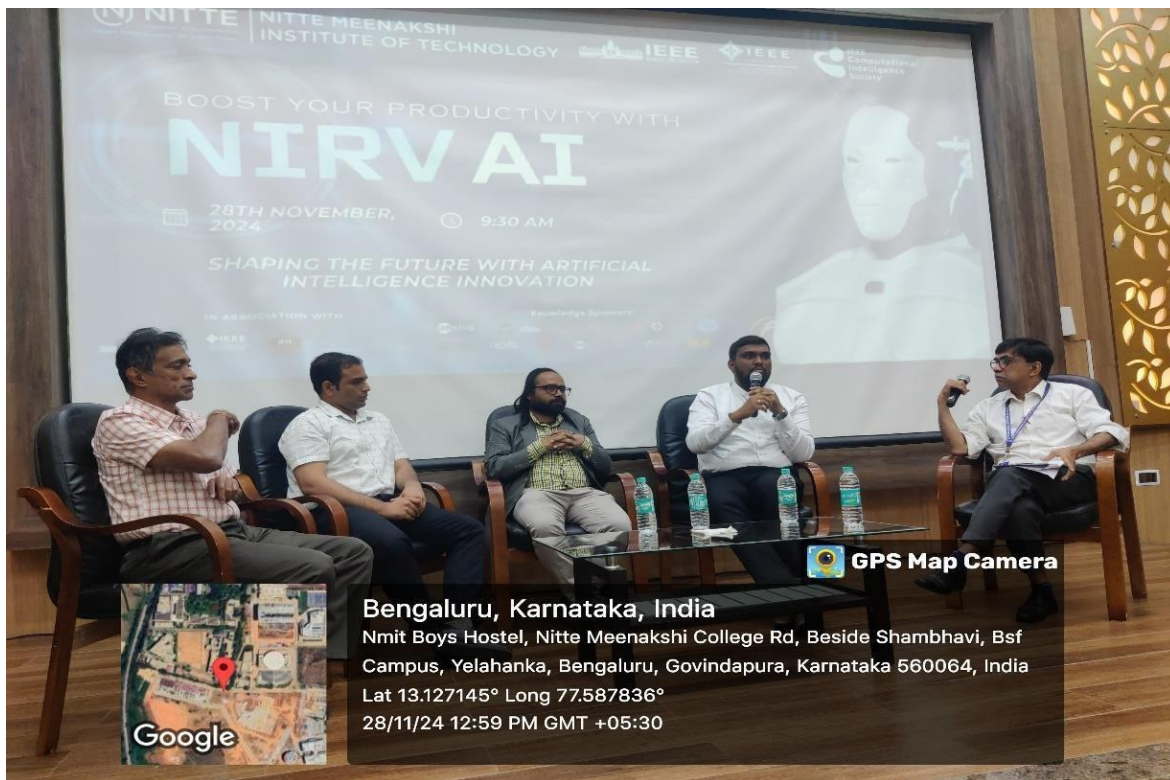 NITTE
NITTE MEENAKSHI
INSTITUTE OF TECHNOLOGY
IEEE
IEEE
IEEE
Computational
Intelligence
Society
BOOST YOUR PRODUCTIVITY WITH
NIRV AI
28TH NOVEMBER,
2024
9:30 AM
SHAPING THE FUTURE WITH ARTIFICIAL
INTELLIGENCE INNOVATION
IN ASSOCIATION WITH
Knowledge Sponsors
IEEE
GPS Map Camera
Bengaluru, Karnataka, India
Nmit Boys Hostel, Nitte Meenakshi College Rd, Beside Shambhavi, Bsf
Campus, Yelahanka, Bengaluru, Govindapura, Karnataka 560064, India
Lat 13.127145° Long 77.587836°
28/11/24 12:59 PM GMT +05:30
Google